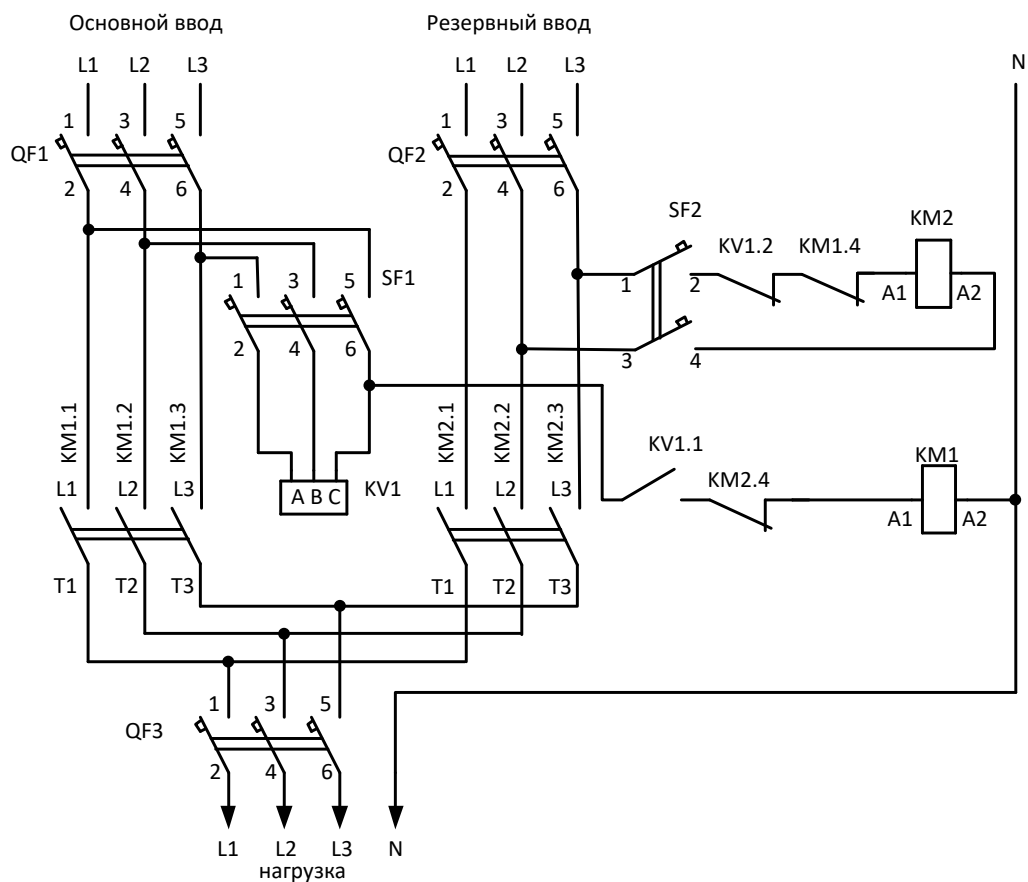 Основной ввод
Резервный ввод
L1 L2 L3
L1 L2 L3
N
1 3 5
QF1
2 4 6
1 3 5
QF2
2 4 6
SF2
KV1.2 KM1.4 KM2
1 2 A1 A2
3 4
1 3 5 SF1
2 4 6
KM1.1 KM1.2 KM1.3
KM2.1 KM2.2 KM2.3
L1 L2 L3
A B C KV1
L1 L2 L3
KV1.1 KM2.4 KM1
A1 A2
T1 T2 T3
T1 T2 T3
1 3 5
QF3
2 4 6
L1 L2 L3 N
нагрузка